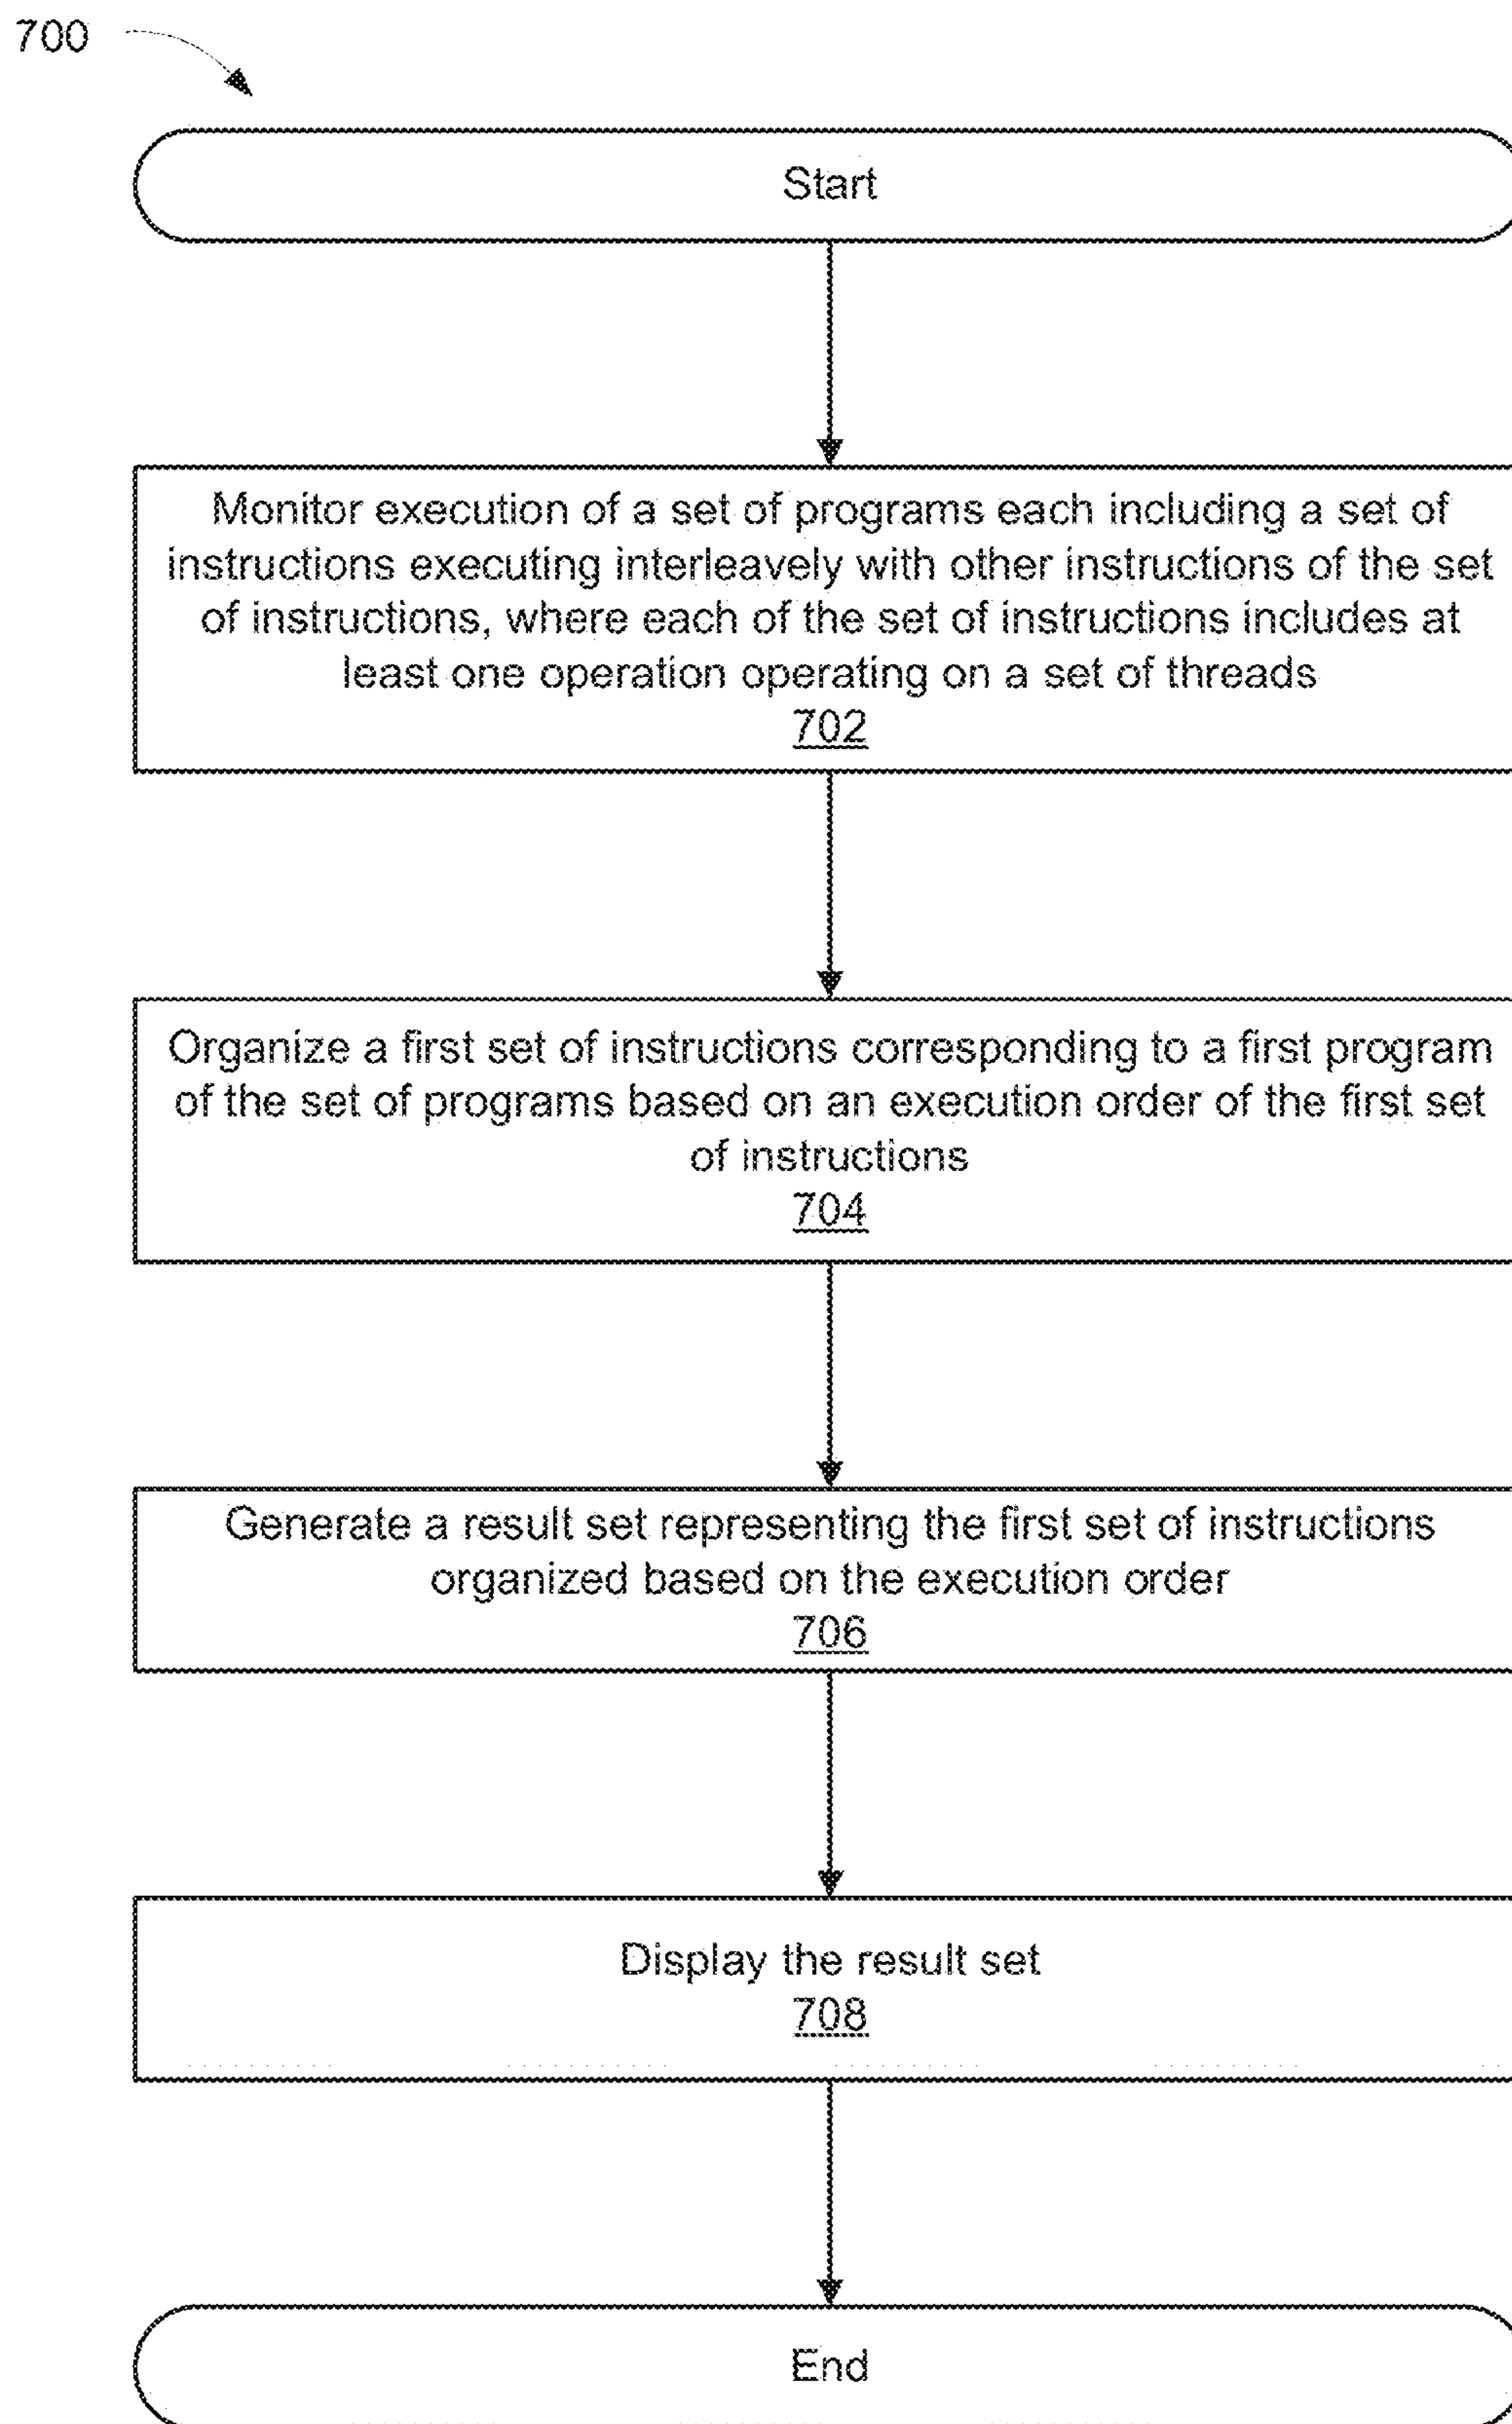 700
Start
Monitor execution of a set of programs each including a set of
instructions executing interleavely with other instructions of the set
of instructions, where each of the set of instructions includes at
least one operation operating on a set of threads
702
Organize a first set of instructions corresponding to a first program
of the set of programs based on an execution order of the first set
of instructions
704
Generate a result set representing the first set of instructions
organized based on the execution order
706
Display the result set
708
End